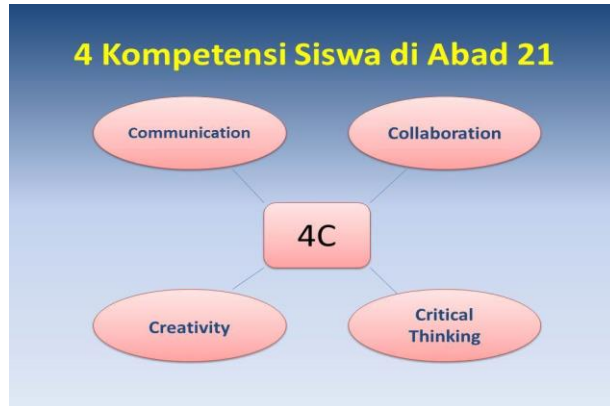 4 Kompetensi Siswa di Abad 21
Communication
Collaboration
4C
Creativity
Critical
Thinking